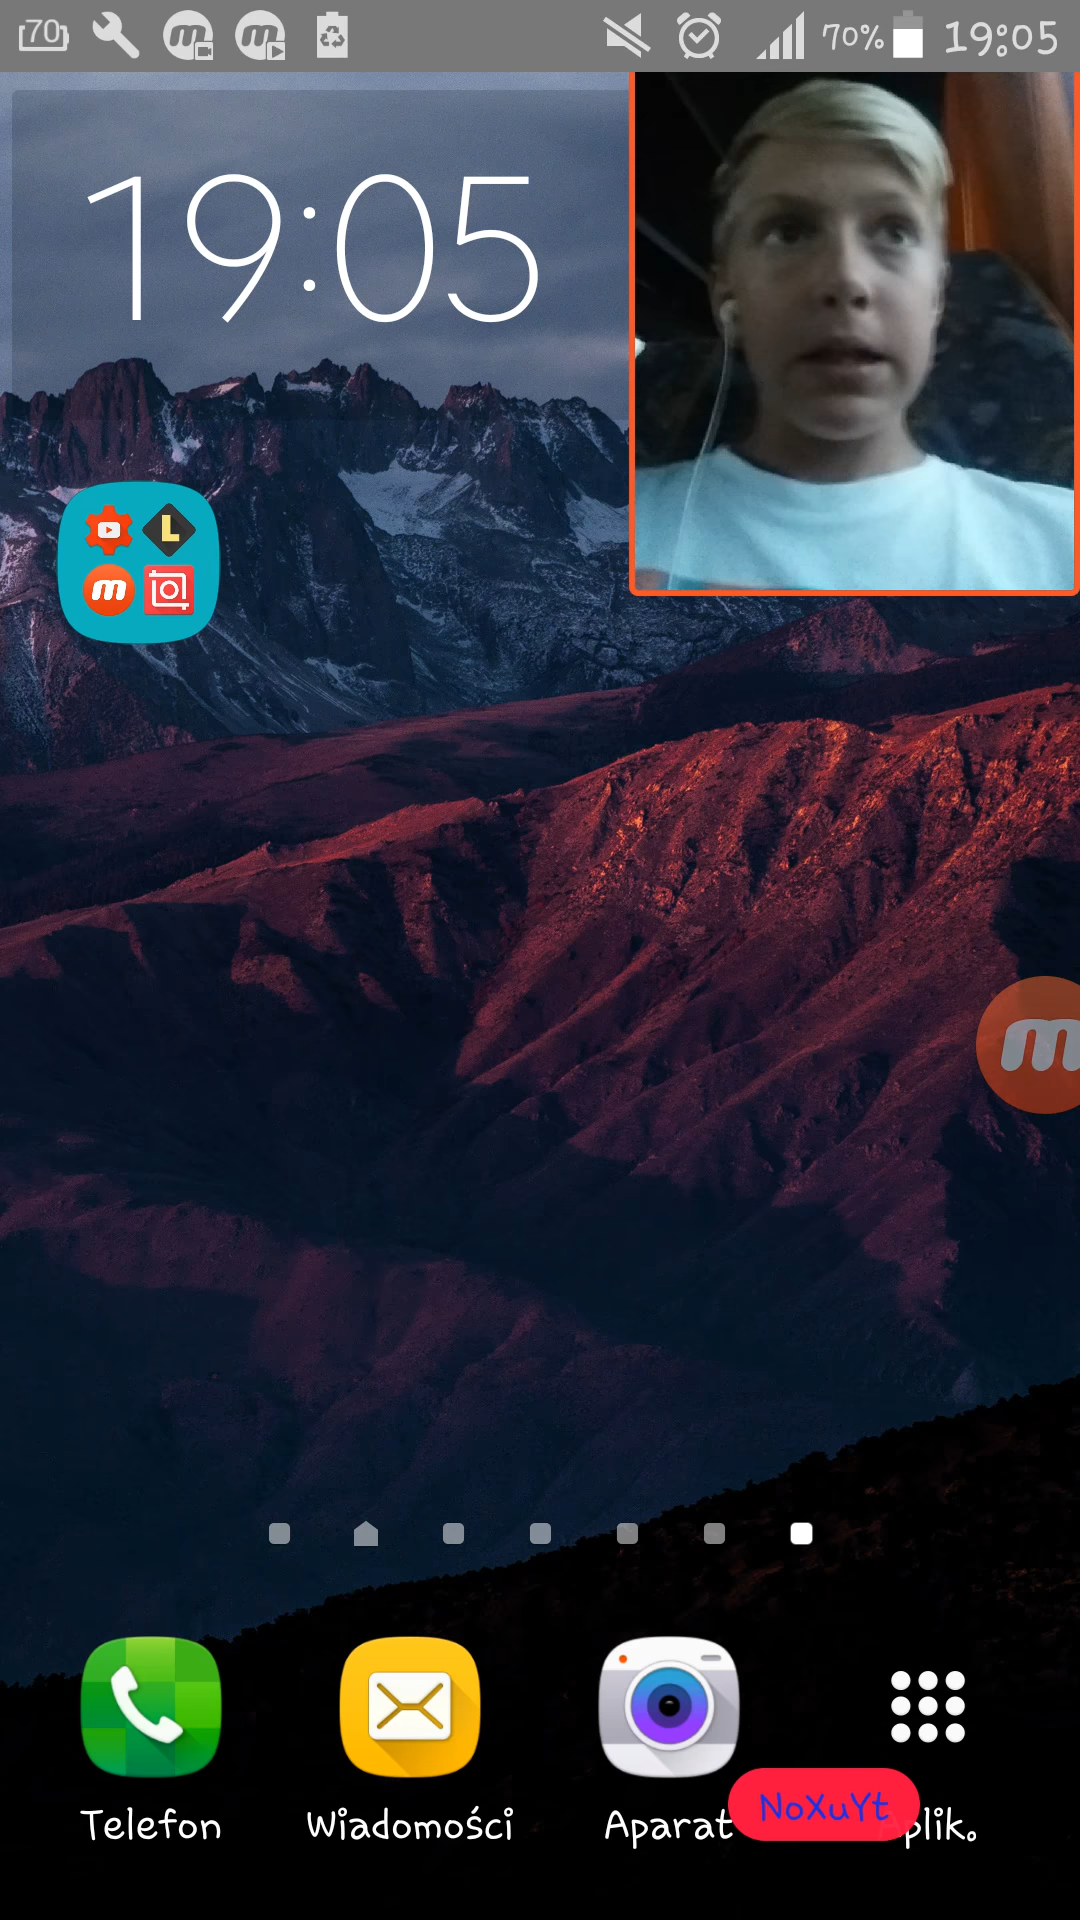 70 70% 19:05
19:05
L
m
Telefon Wiadomości Aparat plik.
NoXuYt